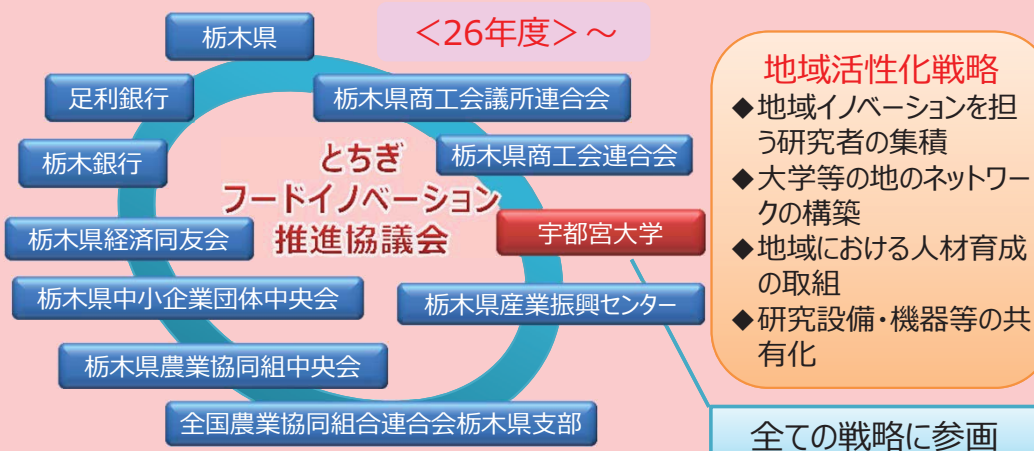 <26年度>~
栃木県
足利銀行
栃木県商工会議所連合会
栃木銀行
栃木県商工会連合会
とちぎ
フードイノベーション
推進協議会
宇都宮大学
栃木県経済同友会
栃木県中小企業団体中央会
栃木県産業振興センター
栃木県農業協同組中央会
全国農業協同組合連合会栃木県支部
地域活性化戦略
◆地域イノベーションを担
う研究者の集積
◆大学等の地のネットワー
クの構築
◆地域における人材育成
の取組
◆研究設備・機器等の共
有化
全ての戦略に参画